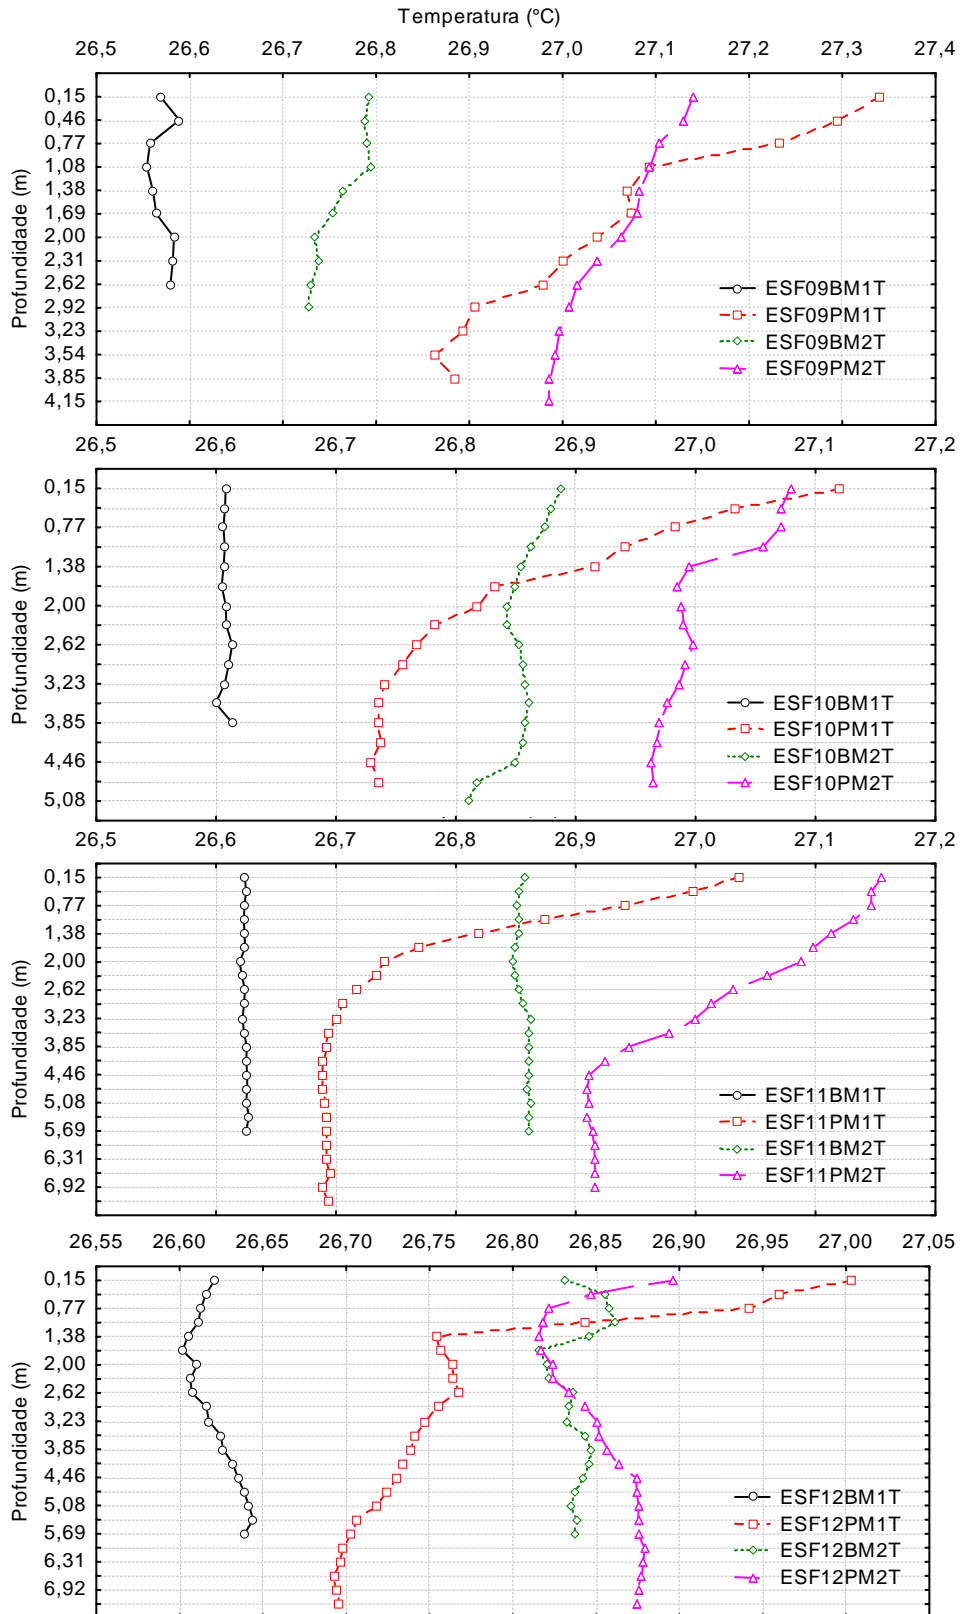 Temperatura (°C)
26,5 26,6 26,7 26,8 26,9 27,0 27,1 27,2 27,3 27,4
Profundidade (m)
0,15
0,46
0,77
1,08
1,38
1,69
2,00
2,31
2,62
2,92
3,23
3,54
3,85
4,15
ESF09BM1T
ESF09PM1T
ESF09BM2T
ESF09PM2T
26,5 26,6 26,7 26,8 26,9 27,0 27,1 27,2
Profundidade (m)
0,15
0,77
1,38
2,00
2,62
3,23
3,85
4,46
5,08
ESF10BM1T
ESF10PM1T
ESF10BM2T
ESF10PM2T
26,5 26,6 26,7 26,8 26,9 27,0 27,1 27,2
Profundidade (m)
0,15
0,77
1,38
2,00
2,62
3,23
3,85
4,46
5,08
5,69
6,31
6,92
ESF11BM1T
ESF11PM1T
ESF11BM2T
ESF11PM2T
26,55 26,60 26,65 26,70 26,75 26,80 26,85 26,90 26,95 27,00 27,05
Profundidade (m)
0,15
0,77
1,38
2,00
2,62
3,23
3,85
4,46
5,08
5,69
6,31
6,92
ESF12BM1T
ESF12PM1T
ESF12BM2T
ESF12PM2T